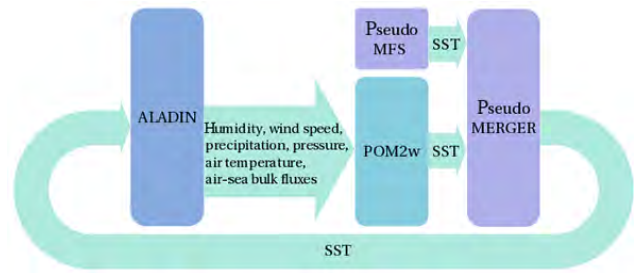 ALADIN
Humidity, wind speed,
precipitation, pressure,
air temperature,
air-sea bulk fluxes
Pseudo
MFS
SST
POM2w
SST
Pseudo
MERGER
SST